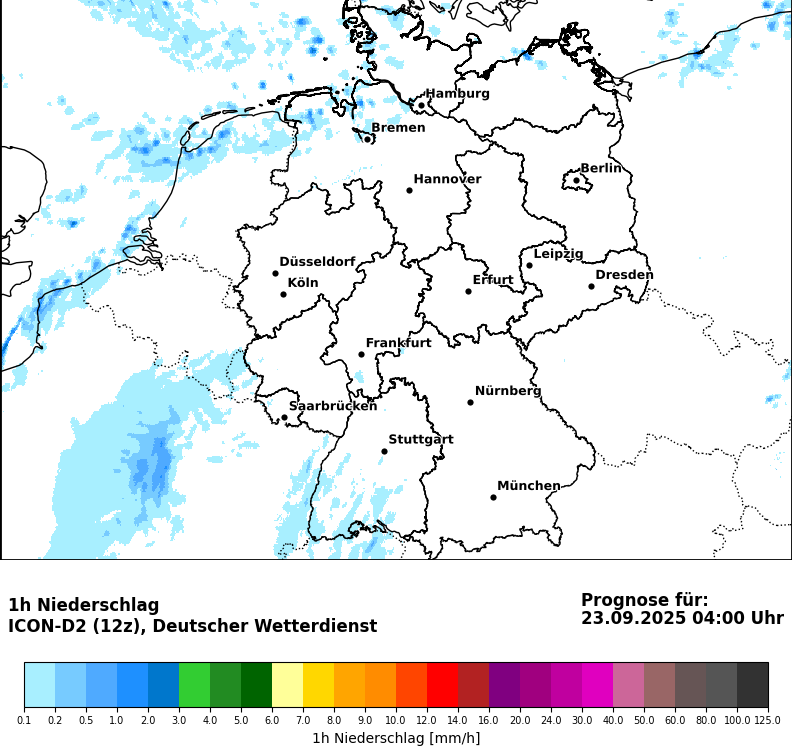 Hamburg
Bremen
Berlin
Hannover
Leipzig
Düsseldorf
Dresden
Köln
Erfurt
Frankfurt
Nürnberg
Saarbrücken
Stuttgart
München
1h Niederschlag
ICON-D2 (12z), Deutscher Wetterdienst
Prognose für:
23.09.2025 04:00 Uhr
0.1 0.2 0.5 1.0 2.0 3.0 4.0 5.0 6.0 7.0 8.0 9.0 10.0 12.0 14.0 16.0 20.0 24.0 30.0 40.0 50.0 60.0 80.0 100.0 125.0
1h Niederschlag [mm/h]